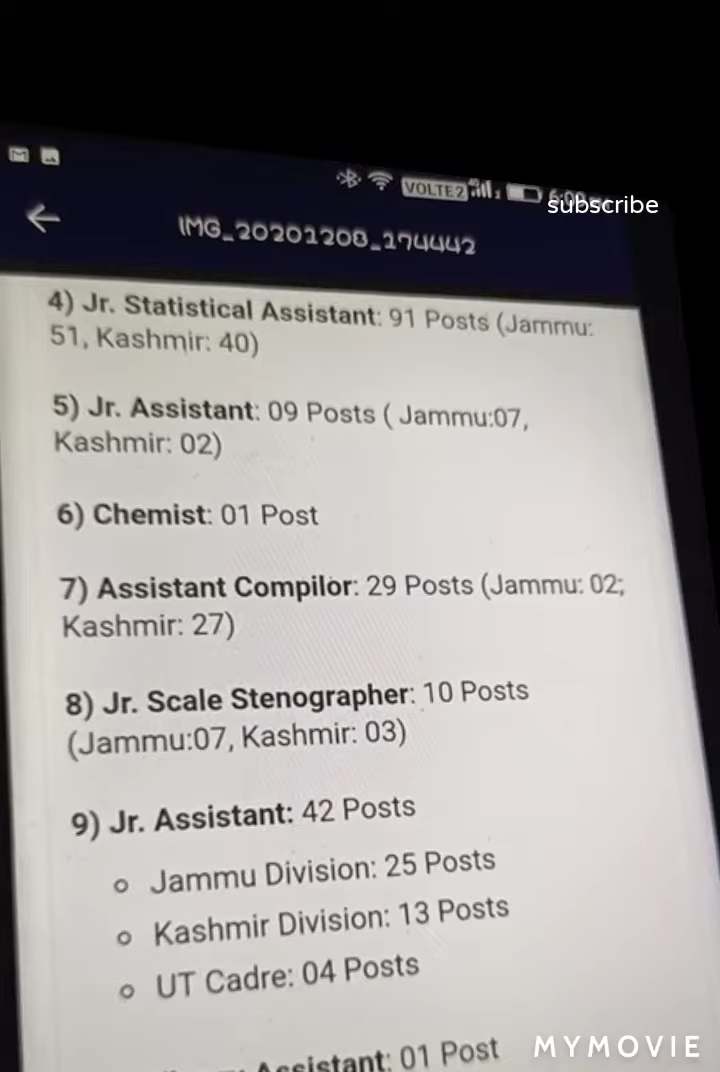 VOLTE2
subscribe
IMG_20201208_174442
4) Jr. Statistical Assistant: 91 Posts (Jammu:
51, Kashmir: 40)
5) Jr. Assistant: 09 Posts ( Jammu:07,
Kashmir: 02)
6) Chemist: 01 Post
7) Assistant Compilor: 29 Posts (Jammu: 02;
Kashmir: 27)
8) Jr. Scale Stenographer: 10 Posts
(Jammu:07, Kashmir: 03)
9) Jr. Assistant: 42 Posts
Jammu Division: 25 Posts
Kashmir Division: 13 Posts
UT Cadre: 04 Posts
Assistant: 01 Post
MYMOVIE